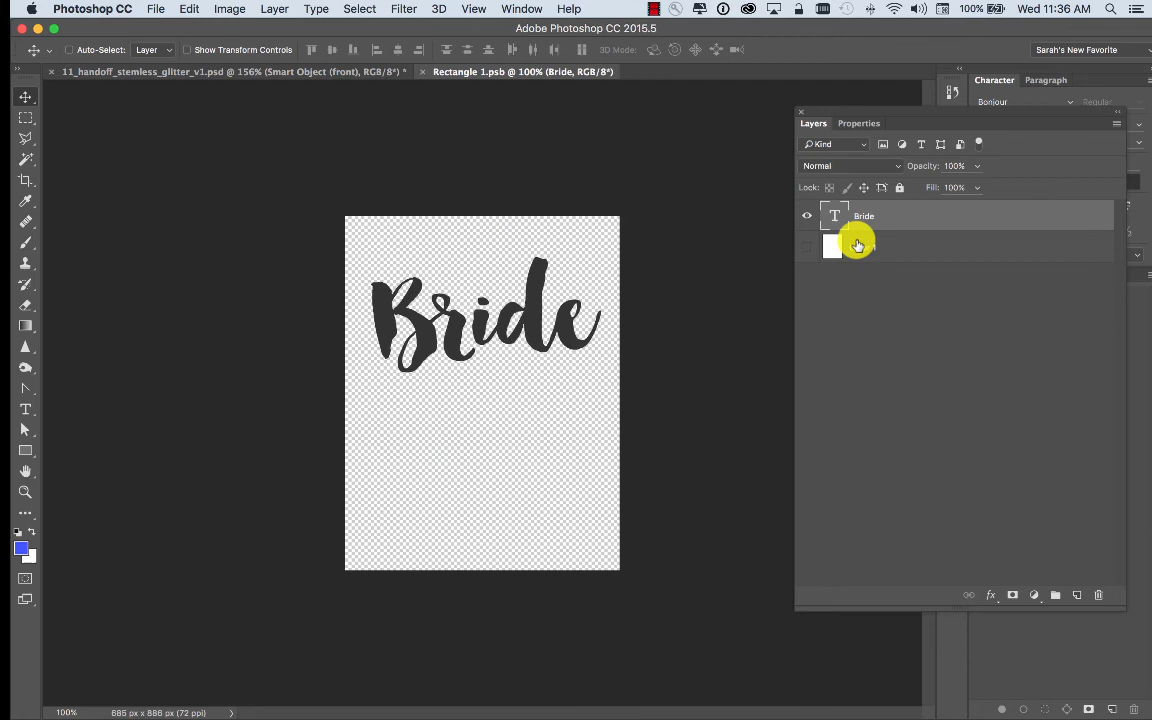 Photoshop CC File Edit Image Layer Type Select Filter 3D View Window Help 100% Wed 11:36 AM
Adobe Photoshop CC 2015.5
Auto-Select: Layer Show Transform Controls 3D Mode: Sarah's New Favorite
11_handoff_stemless_glitter_v1.psd @ 156% (Smart Object (front), RGB/8*) * Rectangle 1.psb @ 100% (Bride, RGB/8*)
Character Paragraph
Bonjour Regular
Layers Properties
Kind
Normal Opacity: 100%
Lock: Fill: 100%
T Bride
Bride
100% 685 px x 886 px (72 ppi)